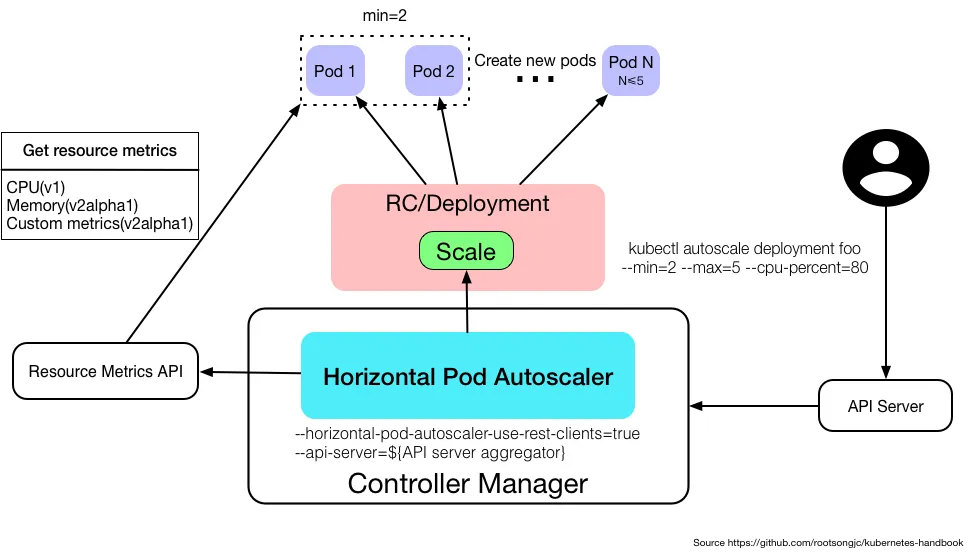 min=2
Pod 1
Pod 2
Create new pods
...
Pod N
N≤5
Get resource metrics
CPU(v1)
Memory(v2alpha1)
Custom metrics(v2alpha1)
RC/Deployment
Scale
kubectl autoscale deployment foo
--min=2 --max=5 --cpu-percent=80
Resource Metrics API
Horizontal Pod Autoscaler
API Server
--horizontal-pod-autoscaler-use-rest-clients=true
--api-server=${API server aggregator}
Controller Manager
Source https://github.com/rootsongjc/kubernetes-handbook